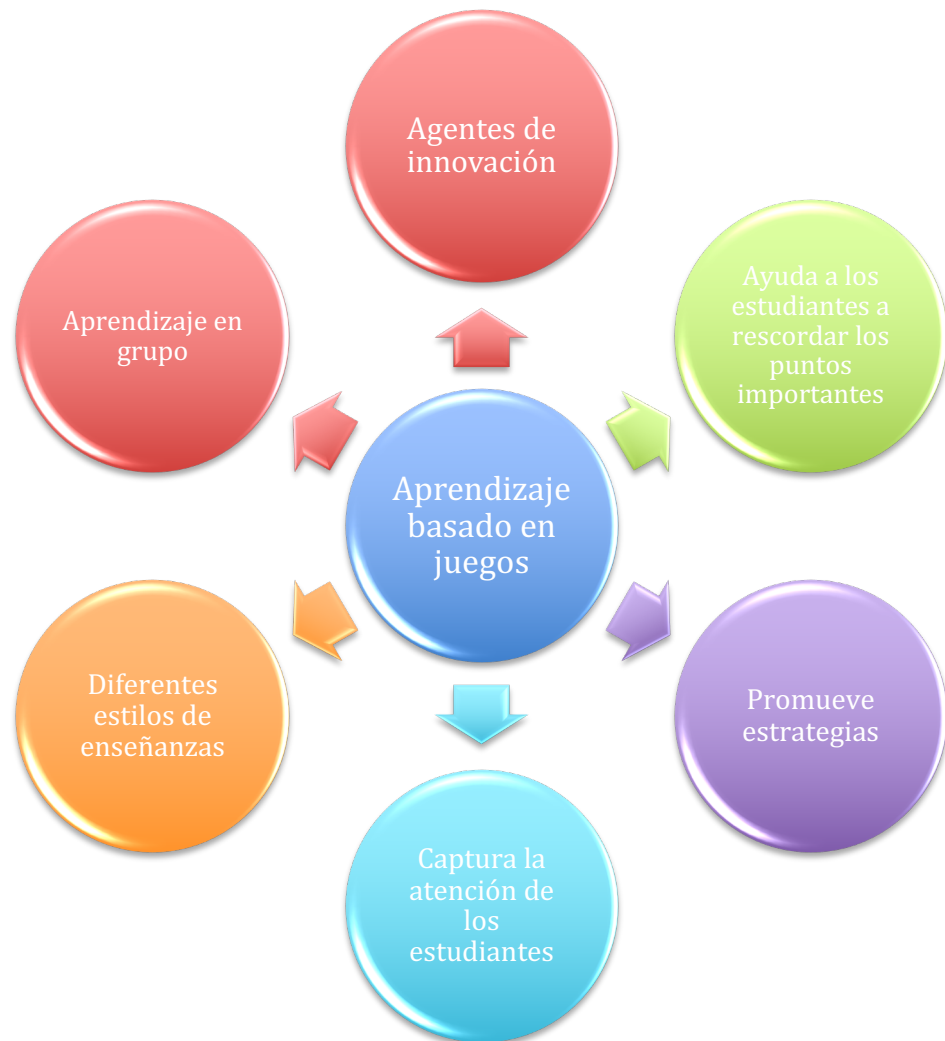 Agentes de
innovación
Ayuda a los
estudiantes a
rescordar los
puntos
importantes
Promueve
estrategias
Captura la
atención de
los
estudiantes
Diferentes
estilos de
enseñanzas
Aprendizaje en
grupo
Aprendizaje
basado en
juegos